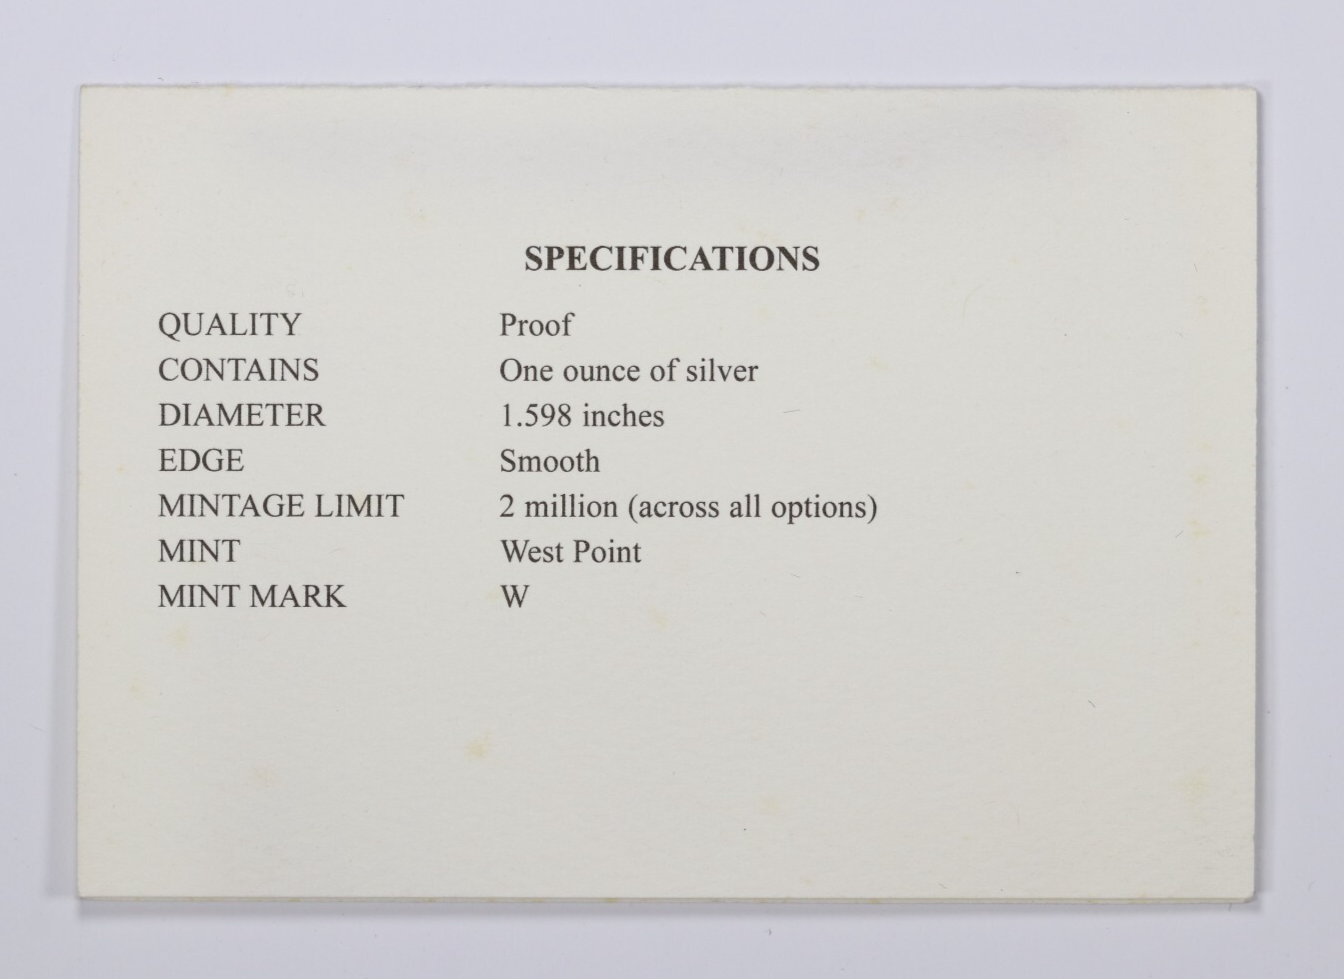 SPECIFICATIONS
QUALITY Proof
CONTAINS One ounce of silver
DIAMETER 1.598 inches
EDGE Smooth
MINTAGE LIMIT 2 million (across all options)
MINT West Point
MINT MARK W